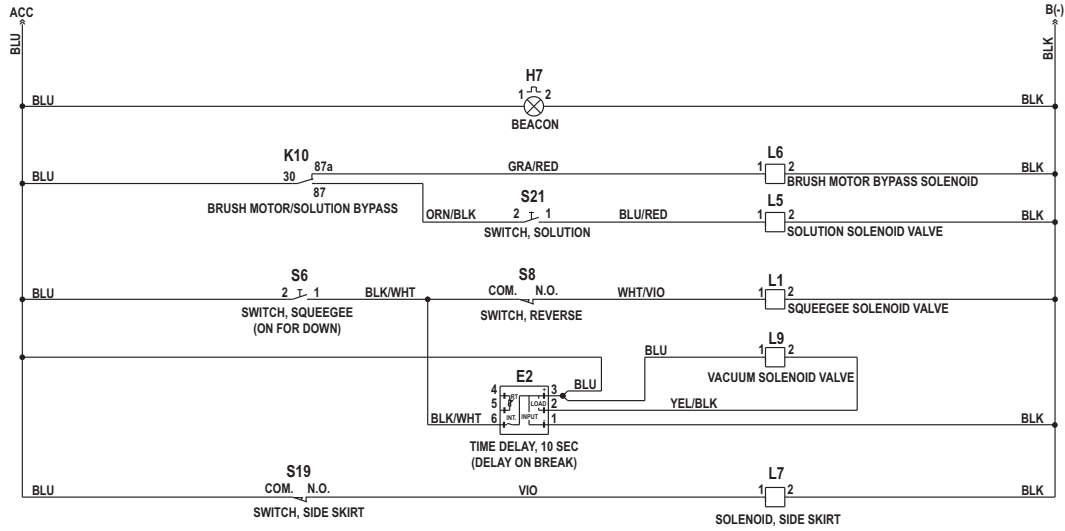 ACC
B(-)
BLU
BLK
H7
1 2
BLU
BLK
BEACON
K10
87a
GRA/RED
L6
1 2
BLK
BLU
30
87
BRUSH MOTOR BYPASS SOLENOID
BRUSH MOTOR/SOLUTION BYPASS
S21
L5
ORN/BLK
2 1
BLU/RED
1 2
BLK
SWITCH, SOLUTION
SOLUTION SOLENOID VALVE
S6
S8
L1
BLU
2 1
BLK/WHT
COM. N.O.
WHT/VIO
1 2
SWITCH, SQUEEGEE
(ON FOR DOWN)
SWITCH, REVERSE
SQUEEGEE SOLENOID VALVE
L9
BLU
1 2
VACUUM SOLENOID VALVE
E2
4
RT
+
3
BLU
5
LOAD
2
YEL/BLK
BLK/WHT
6
INT.
INPUT
-
1
BLK
TIME DELAY, 10 SEC
(DELAY ON BREAK)
S19
L7
BLU
COM. N.O.
VIO
1 2
BLK
SWITCH, SIDE SKIRT
SOLENOID, SIDE SKIRT